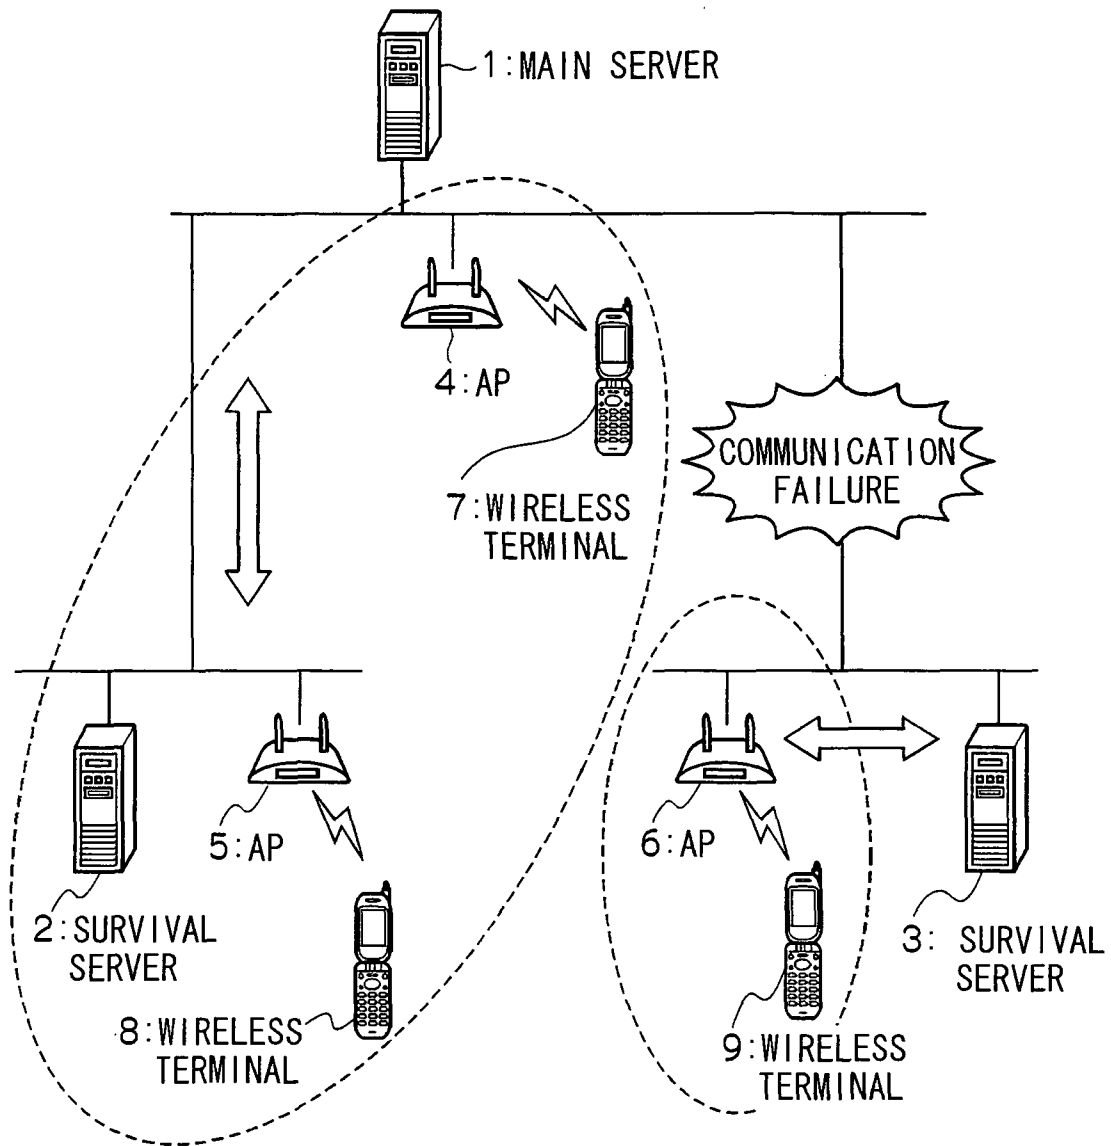 1:MAIN SERVER
4:AP
COMMUNICATION
FAILURE
7:WIRELESS
TERMINAL
5:AP
6:AP
2:SURVIVAL
SERVER
3: SURVIVAL
SERVER
8:WIRELESS
TERMINAL
9:WIRELESS
TERMINAL